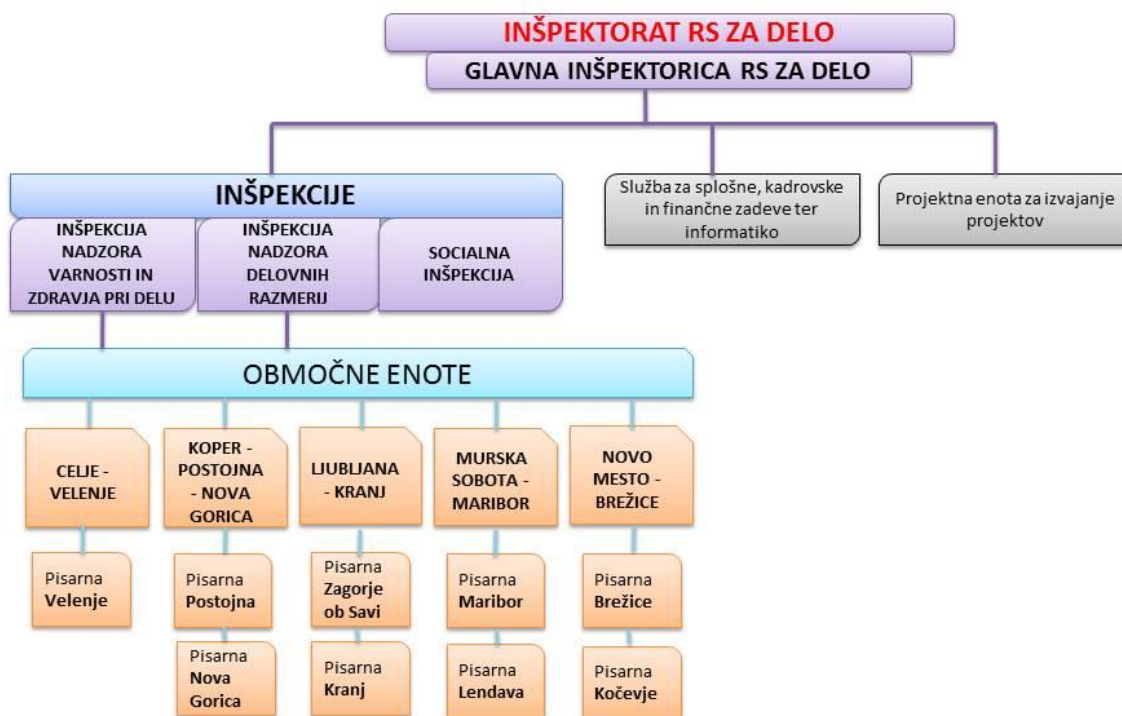 INŠPEKTORAT RS ZA DELO
GLAVNA INŠPEKTORICA RS ZA DELO
INŠPEKCIJE
INŠPEKCIJA
NADZORA
VARNOSTI IN
ZDRAVJA PRI DELU
INŠPEKCIJA
NADZORA
DELOVNIH
RAZMERIJ
SOCIALNA
INŠPEKCIJA
Služba za splošne, kadrovske
in finančne zadeve ter
informatiko
Projektna enota za izvajanje
projektov
OBMOČNE ENOTE
CELJE -
VELENJE
KOPER -
POSTOJNA
- NOVA
GORICA
LJUBLJANA
- KRANJ
MURSKA
SOBOTA -
MARIBOR
NOVO
MESTO -
BREŽICE
Pisarna
Velenje
Pisarna
Postojna
Pisarna
Zagorje
ob Savi
Pisarna
Maribor
Pisarna
Brežice
Pisarna
Nova
Gorica
Pisarna
Kranj
Pisarna
Lendava
Pisarna
Kočevje